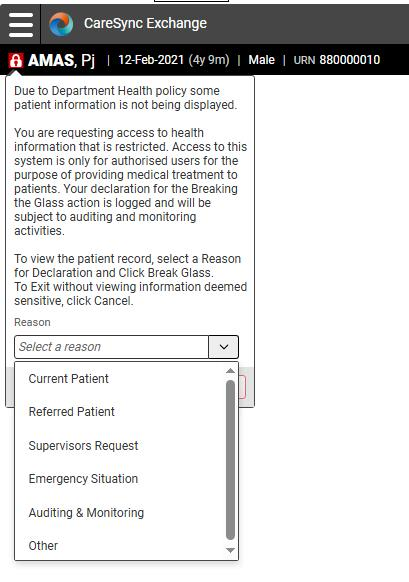 CareSync Exchange
AMAS, Pj | 12-Feb-2021 (4y 9m) | Male | URN 880000010
Due to Department Health policy some
patient information is not being displayed.
You are requesting access to health
information that is restricted. Access to this
system is only for authorised users for the
purpose of providing medical treatment to
patients. Your declaration for the Breaking
the Glass action is logged and will be
subject to auditing and monitoring
activities.
To view the patient record, select a Reason
for Declaration and Click Break Glass.
To Exit without viewing information deemed
sensitive, click Cancel.
Reason
Select a reason
Current Patient
Referred Patient
Supervisors Request
Emergency Situation
Auditing & Monitoring
Other